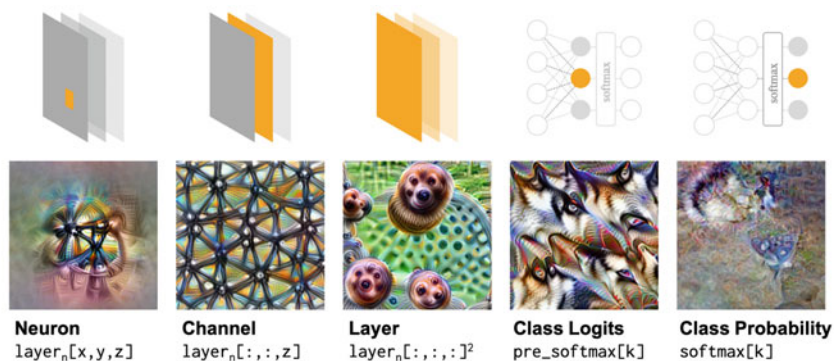 softmax
softmax
Neuron
layerₙ[x,y,z]
Channel
layerₙ[:,:,z]
Layer
layerₙ[:,:,:]²
Class Logits
pre_softmax[k]
Class Probability
softmax[k]